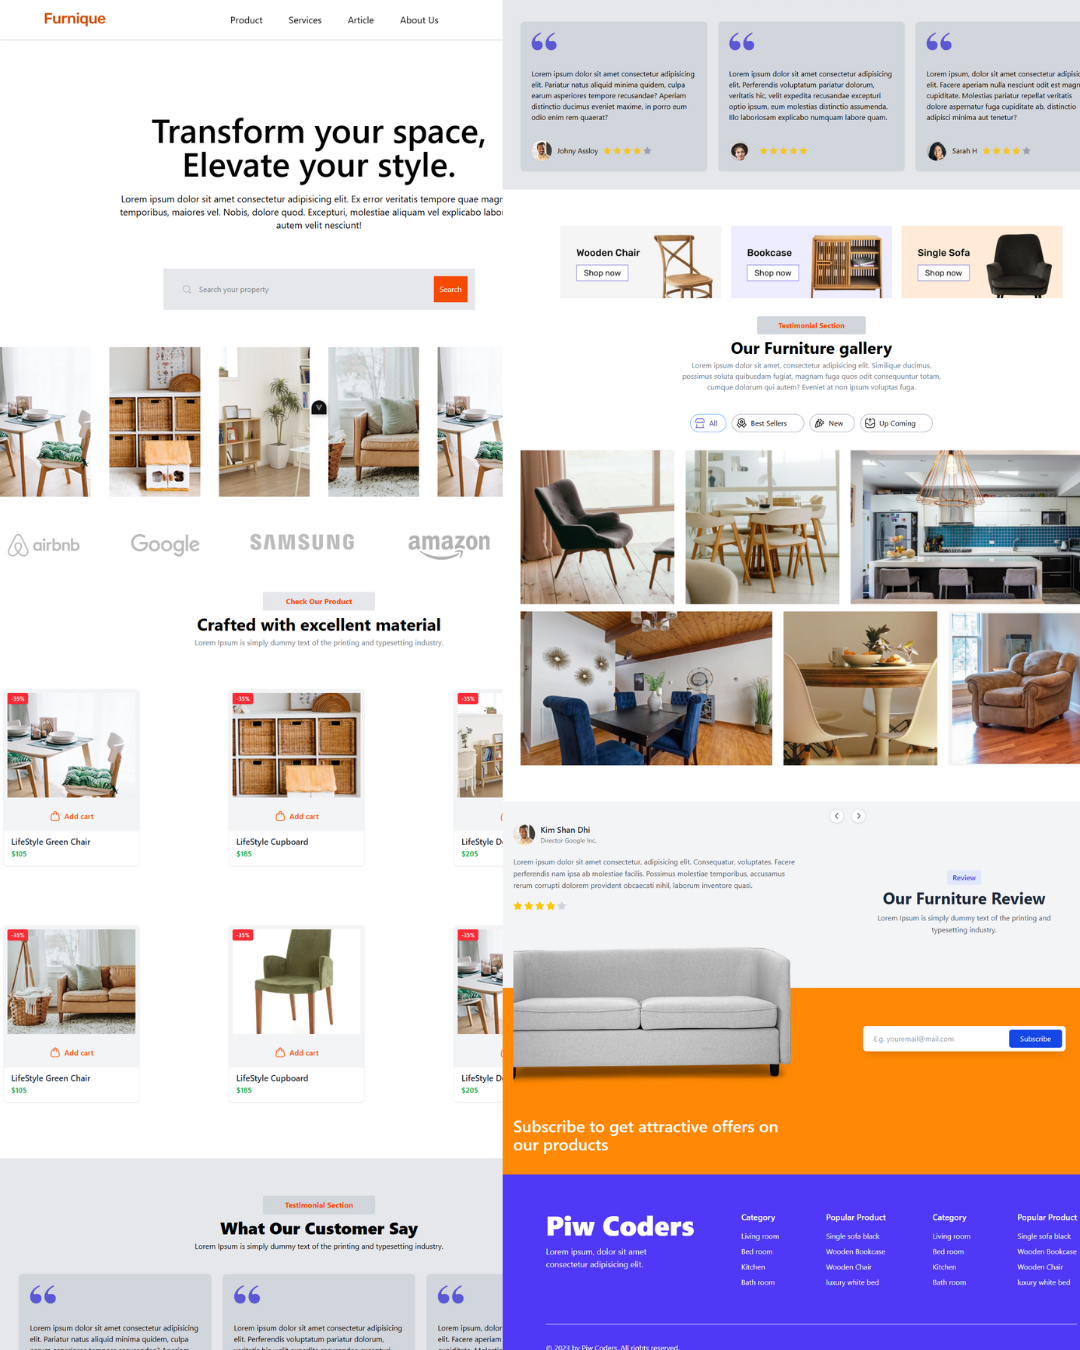 Furnique
Product
Services
Article
About Us
Transform your space,
Elevate your style.
Lorem ipsum dolor sit amet consectetur adipisicing elit. Ex error veritatis tempore quae
temporibus, maiores vel. Nobis, dolore quod. Excepturi, molestiae aliquam vel explicabo
autem velit nesciunt!
Search your property
Search
airbnb
Google
SAMSUNG
amazon
Check Our Product
Crafted with excellent material
Lorem Ipsum is simply dummy text of the printing and typesetting industry.
-35%
-35%
-35%
Add cart
Add cart
LifeStyle Green Chair
LifeStyle Cupboard
LifeStyle
$105
$185
$205
-35%
-35%
-35%
Add cart
Add cart
LifeStyle Green Chair
LifeStyle Cupboard
LifeStyle
$105
$185
$205
Testimonial Section
What Our Customer Say
Lorem Ipsum is simply dummy text of the printing and typesetting industry.
Lorem ipsum dolor sit amet consectetur adipisicing
elit. Pariatur natus aliquid minima quidem, culpa
Lorem ipsum dolor sit amet consectetur adipisicing
elit. Perferendis voluptatum pariatur dolorum,
Lorem ipsum, dolor
elit. Facere aperiam
Lorem ipsum dolor sit amet consectetur adipisicing
elit. Pariatur natus aliquid minima quidem, culpa
earum asperiores tempore recusandae? Aperiam
distinctio ducimus eveniet maxime, in porro eum
odio enim rem quaerat?
Johny Assloy
Lorem ipsum dolor sit amet consectetur adipisicing
elit. Perferendis voluptatum pariatur dolorum,
veritatis hic, velit expedita recusandae excepturi
optio ipsum, eum molestias distinctio assumenda.
Illo laboriosam explicabo numquam labore quam.
Lorem ipsum, dolor sit amet consectetur
elit. Facere aperiam nulla nesciunt est
cupiditate. Molestias pariatur repellat veritatis
dolore aspernatur fuga cupiditate ab, distinctio
adipisci minima aut tenetur?
Sarah H
Wooden Chair
Shop now
Bookcase
Shop now
Single Sofa
Shop now
Testimonial Section
Our Furniture gallery
Lorem ipsum dolor sit amet, consectetur adipisicing elit. Similique ducimus,
possimus soluta quibusdam fugiat, magnam fuga quos odit consequuntur totam,
cumque dolorum qui autem? Eveniet at non ipsum voluptas fuga.
All
Best Sellers
New
Up Coming
Kim Shan Dhi
Director Google Inc.
Lorem ipsum dolor sit amet consectetur, adipisicing elit. Consequatur, voluptates. Facere
perferendis nam ipsa ab molestiae facilis. Possimus molestiae temporibus, accusamus
rerum corrupti dolorem provident obcaecati nihil, laborum inventore quasi.
Review
Our Furniture Review
Lorem Ipsum is simply dummy text of the printing and
typesetting industry.
E.g. youremail@mail.com
Subscribe
Subscribe to get attractive offers on
our products
Piw Coders
Lorem ipsum, dolor sit amet
consectetur adipisicing elit.
Category
Living room
Bed room
Kitchen
Bath room
Popular Product
Single sofa black
Wooden Bookcase
Wooden Chair
luxury white bed
Category
Living room
Bed room
Kitchen
Bath room
Popular Product
Single sofa black
Wooden Bookcase
Wooden Chair
luxury white bed
© 2023 by Piw Coders. All rights reserved.